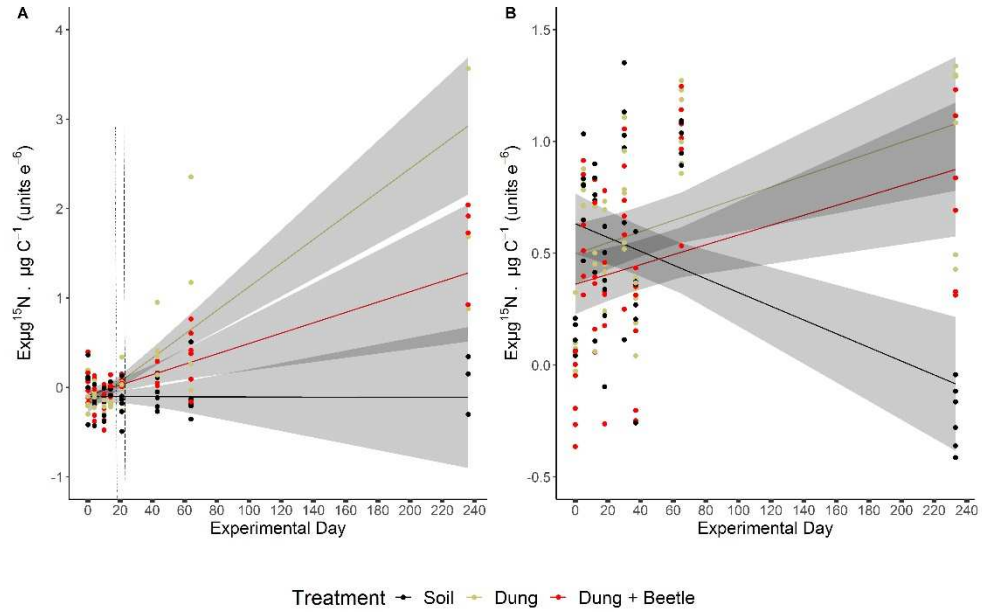 A
B
4
3
2
1
0
-1
1.5
1.0
0.5
0.0
-0.5
Exµg¹⁵N . µg C⁻¹ (units e⁻⁶)
Exµg¹⁵N . µg C⁻¹ (units e⁻⁶)
0 20 40 60 80 100 120 140 160 180 200 220 240
0 20 40 60 80 100 120 140 160 180 200 220 240
Experimental Day
Experimental Day
Treatment Soil Dung Dung + Beetle